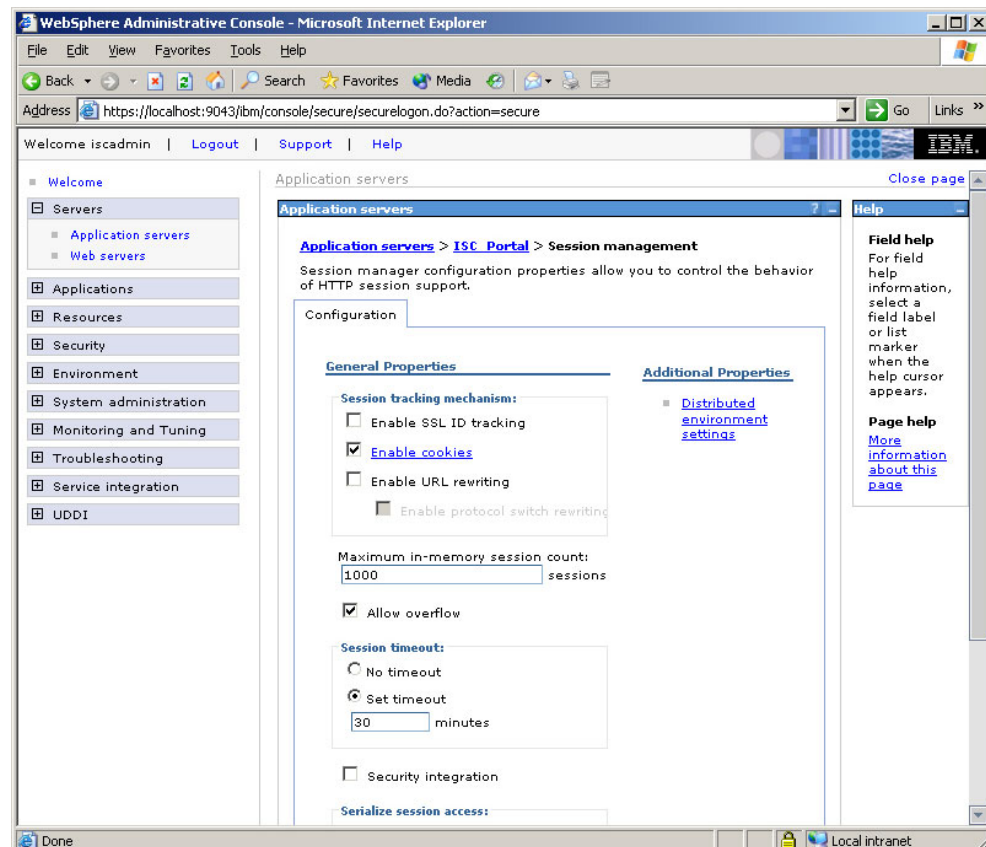 WebSphere Administrative Console - Microsoft Internet Explorer
File Edit View Favorites Tools Help
Back Search Favorites Media
Address https://localhost:9043/ibm/console/secure/securelogon.do?action=secure Go Links »
Welcome iscadmin | Logout | Support | Help IBM.
Welcome
Servers
Application servers
Web servers
Applications
Resources
Security
Environment
System administration
Monitoring and Tuning
Troubleshooting
Service integration
UDDI
Application servers Close page
Application servers ? –
Application servers > ISC_Portal > Session management
Session manager configuration properties allow you to control the behavior
of HTTP session support.
Configuration
General Properties
Session tracking mechanism:
Enable SSL ID tracking
Enable cookies
Enable URL rewriting
Enable protocol switch rewriting
Maximum in-memory session count:
1000 sessions
Allow overflow
Session timeout:
No timeout
Set timeout
30 minutes
Security integration
Serialize session access:
Additional Properties
Distributed
environment
settings
Help –
Field help
For field
help
information,
select a
field label
or list
marker
when the
help cursor
appears.
Page help
More
information
about this
page
Done Local intranet